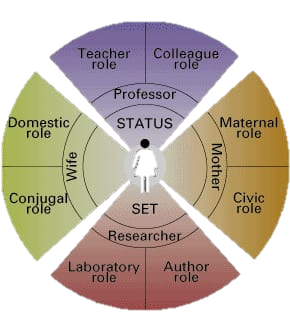 Teacher
role
Colleague
role
Professor
STATUS
Domestic
role
Wife
Conjugal
role
Maternal
role
Mother
Civic
role
SET
Researcher
Laboratory
role
Author
role